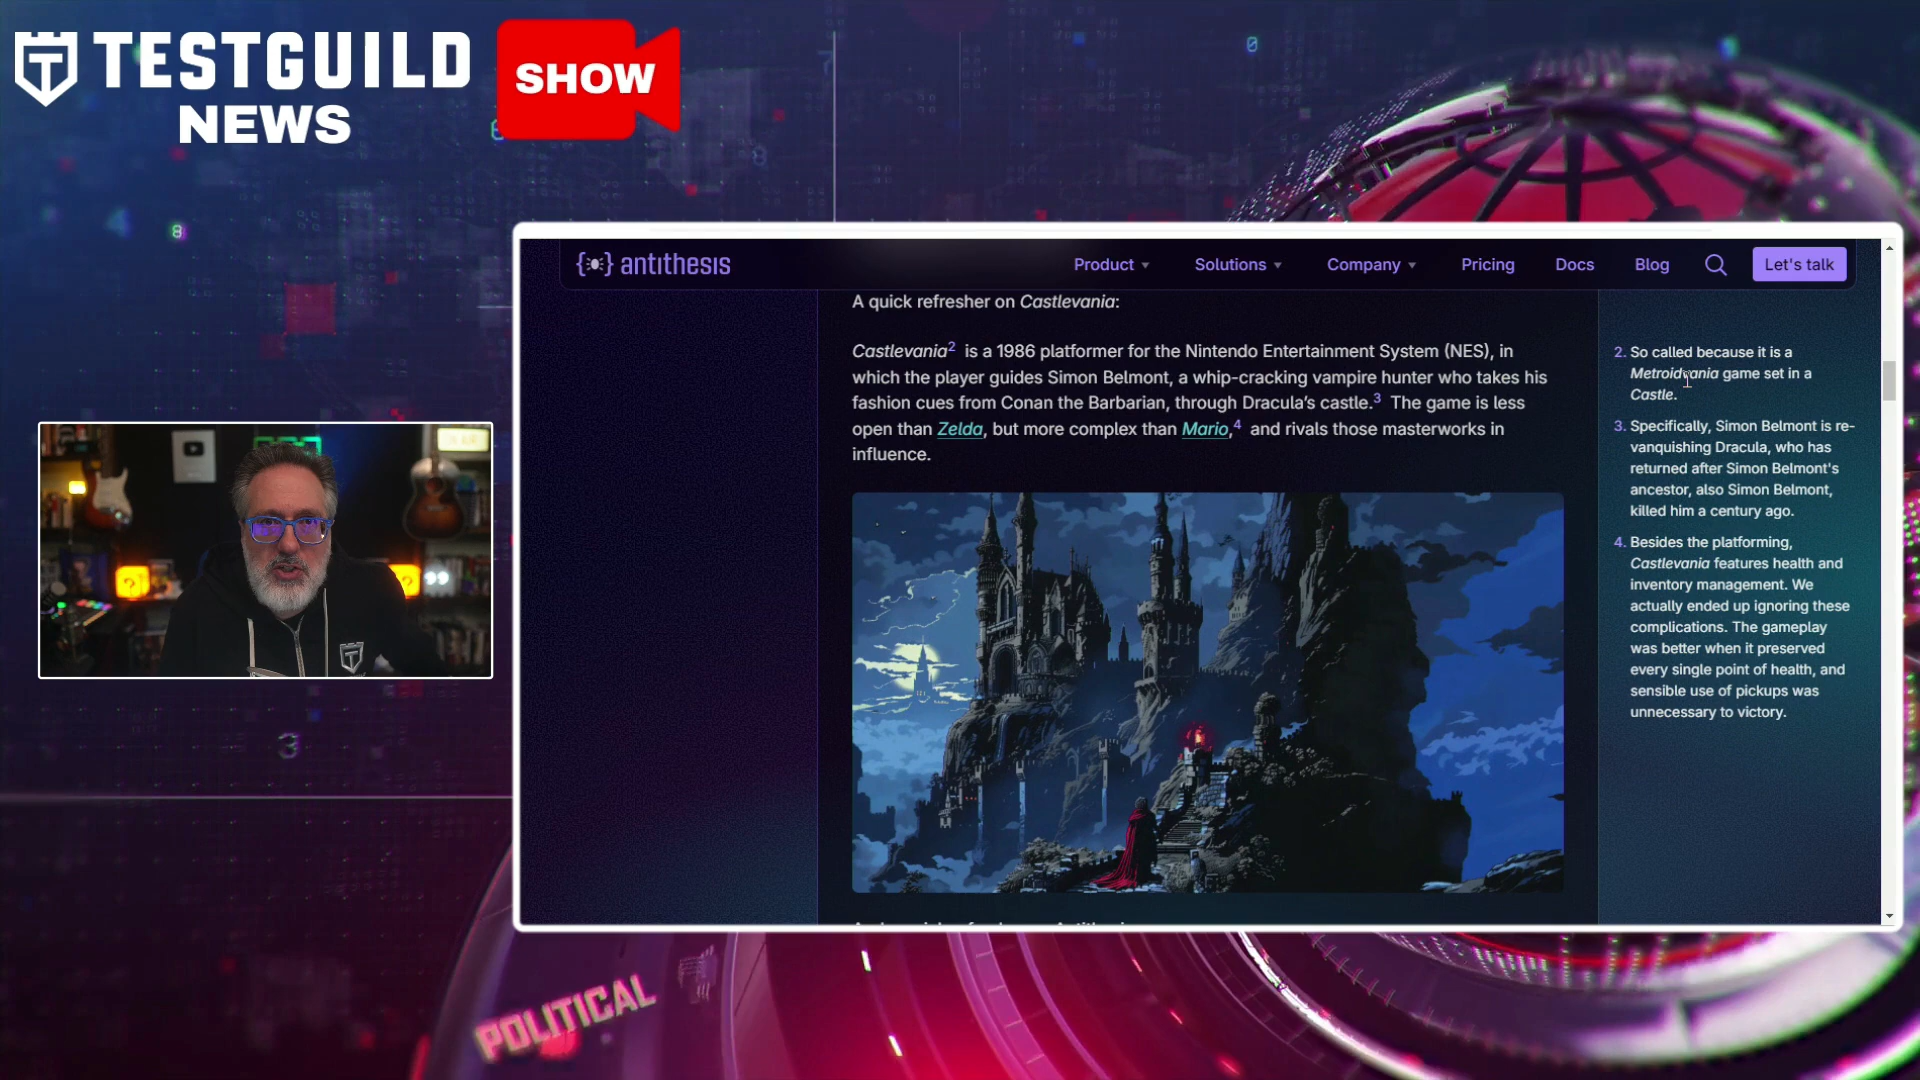 TESTGUILD
NEWS
SHOW
{ } antithesis
Product
Solutions
Company
Pricing
Docs
Blog
Let's talk
A quick refresher on Castlevania:
Castlevania2 is a 1986 platformer for the Nintendo Entertainment System (NES), in
which the player guides Simon Belmont, a whip-cracking vampire hunter who takes his
fashion cues from Conan the Barbarian, through Dracula’s castle.3 The game is less
open than Zelda, but more complex than Mario,4 and rivals those masterworks in
influence.
2. So called because it is a
Metroidvania game set in a
Castle.
3. Specifically, Simon Belmont is re-
vanquishing Dracula, who has
returned after Simon Belmont's
ancestor, also Simon Belmont,
killed him a century ago.
4. Besides the platforming,
Castlevania features health and
inventory management. We
actually ended up ignoring these
complications. The gameplay
was better when it preserved
every single point of health, and
sensible use of pickups was
unnecessary to victory.
8
3
POLITICAL